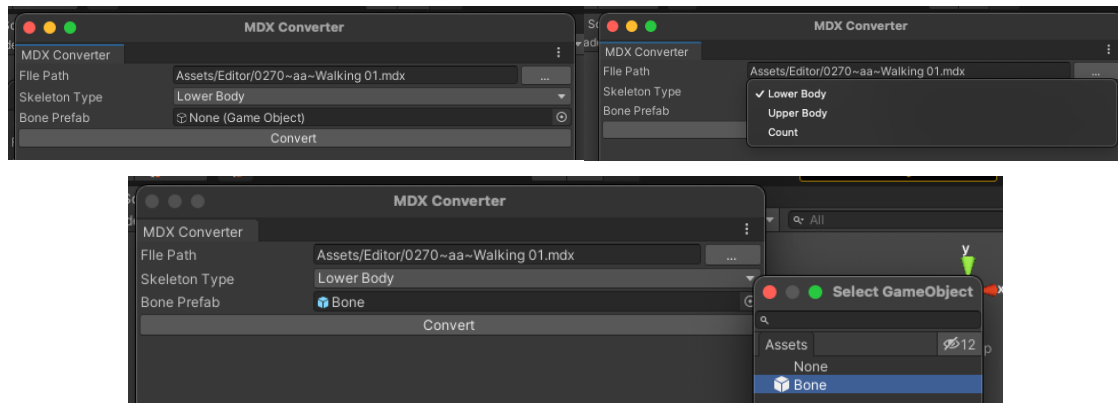 MDX Converter
MDX Converter
FIle Path
Assets/Editor/0270~aa~Walking 01.mdx
...
Skeleton Type
Lower Body
Bone Prefab
None (Game Object)
Convert
MDX Converter
MDX Converter
FIle Path
Assets/Editor/0270~aa~Walking 01.mdx
...
Skeleton Type
Lower Body
Bone Prefab
Upper Body
Count
MDX Converter
MDX Converter
FIle Path
Assets/Editor/0270~aa~Walking 01.mdx
...
Skeleton Type
Lower Body
Bone Prefab
Bone
Convert
All
y
x
Select GameObject
Assets
12
None
Bone